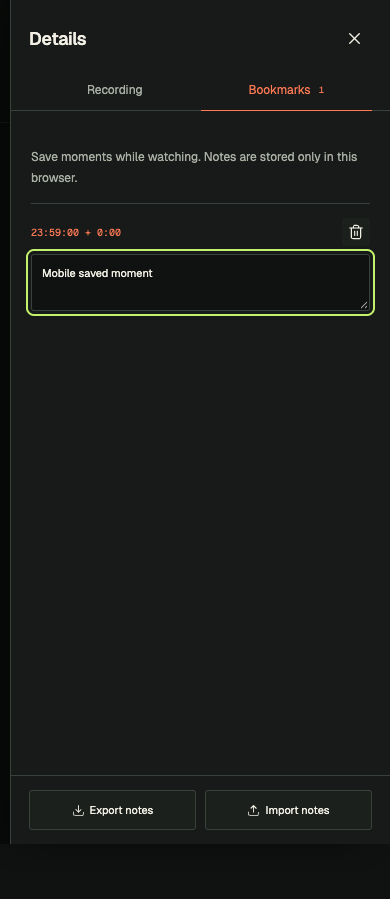 Details
Recording
Bookmarks 1
Save moments while watching. Notes are stored only in this
browser.
23:59:00 + 0:00
Mobile saved moment
Export notes
Import notes